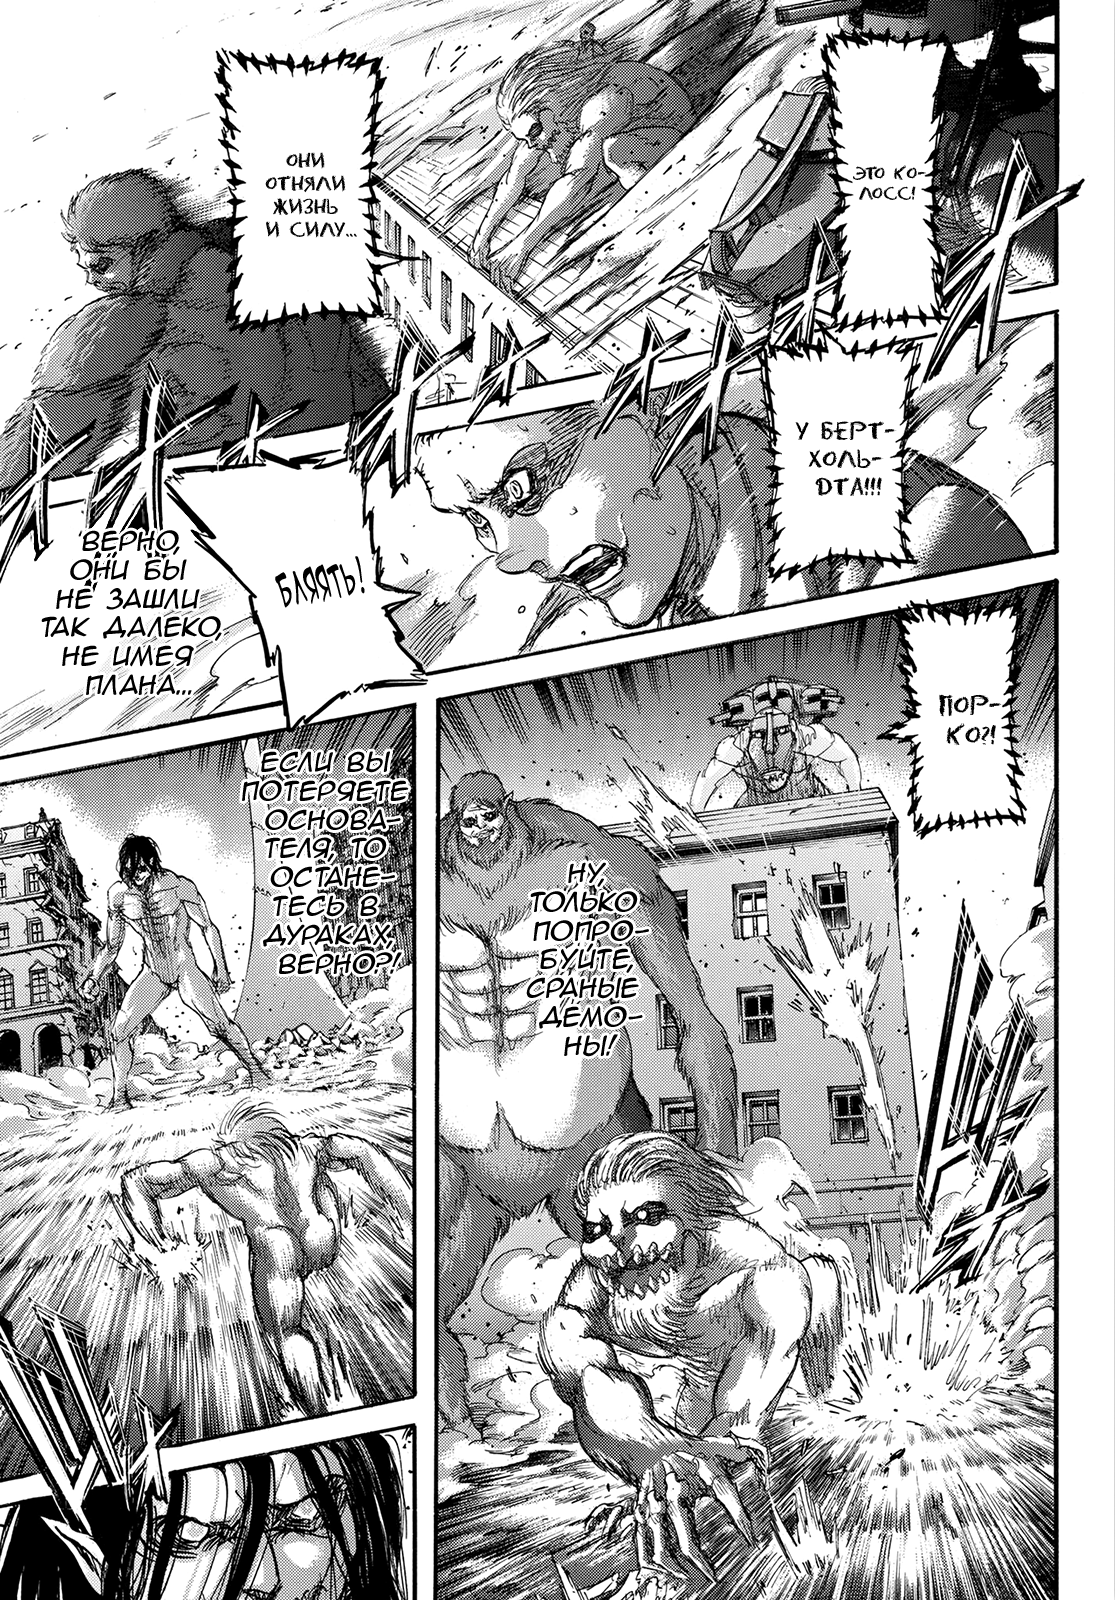 ЭТО КО-
ЛОСС!
ОНИ
ОТНЯЛИ
ЖИЗНЬ
И СИЛУ...
У БЕРТ-
ХОЛЬ-
ДТА!!!
БЛЯЯТЬ!
ВЕРНО,
ОНИ БЫ
НЕ ЗАШЛИ
ТАК ДАЛЕКО,
НЕ ИМЕЯ
ПЛАНА...
ПОР-
КО?!
НУ,
ТОЛЬКО
ПОПРО-
БУЙТЕ,
СРАНЫЕ
ДЕМО-
НЫ!
ЕСЛИ ВЫ
ПОТЕРЯЕТЕ
ОСНОВА-
ТЕЛЯ, ТО
ОСТАНЕ-
ТЕСЬ В
ДУРАКАХ,
ВЕРНО?!